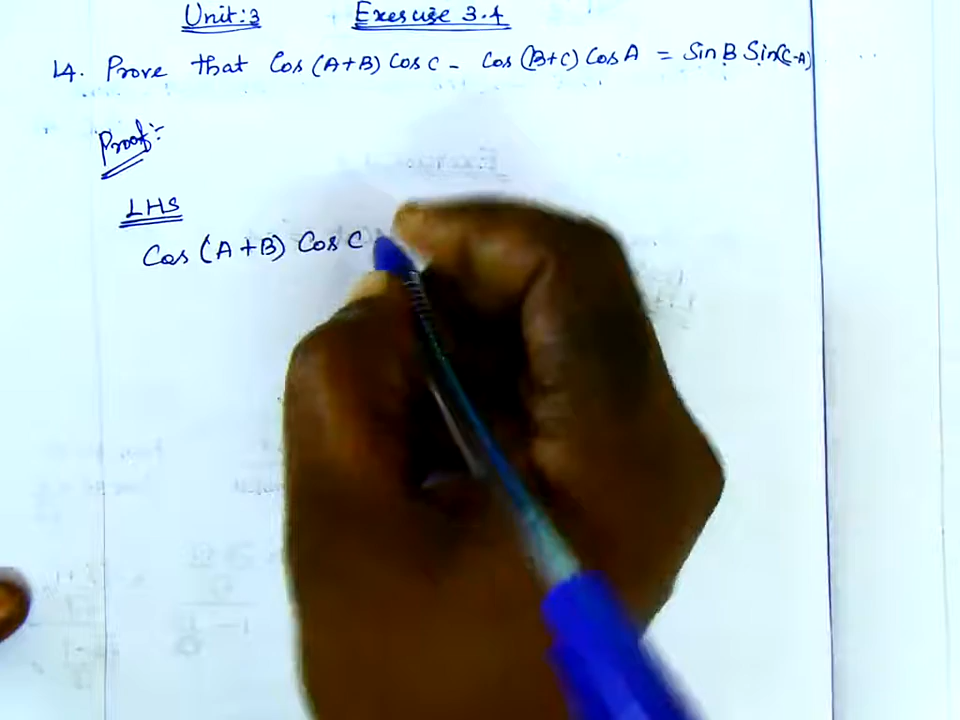 Unit:3 Exercise 3.4
14. Prove that Cos (A+B) Cos C - Cos (B+C) Cos A = Sin B Sin(C-A)
Proof:-
LHS
Cos (A+B) Cos C